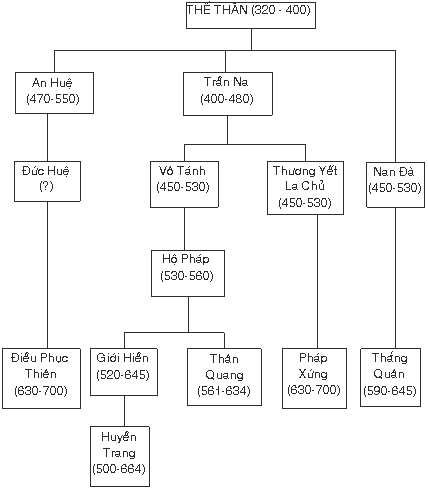 THẾ THÂN (320 - 400)
An Huệ
(470-550)
Trần Na
(400-480)
Đức Huệ
(?)
Vô Tánh
(450-530)
Thương Yết
La Chủ
(450-530)
Nan Đà
(450-530)
Hộ Pháp
(530-560)
Điều Phục
Thiên
(630-700)
Giới Hiền
(520-645)
Thân
Quang
(561-634)
Pháp
Xứng
(630-700)
Thắng
Quân
(590-645)
Huyền
Trang
(500-664)